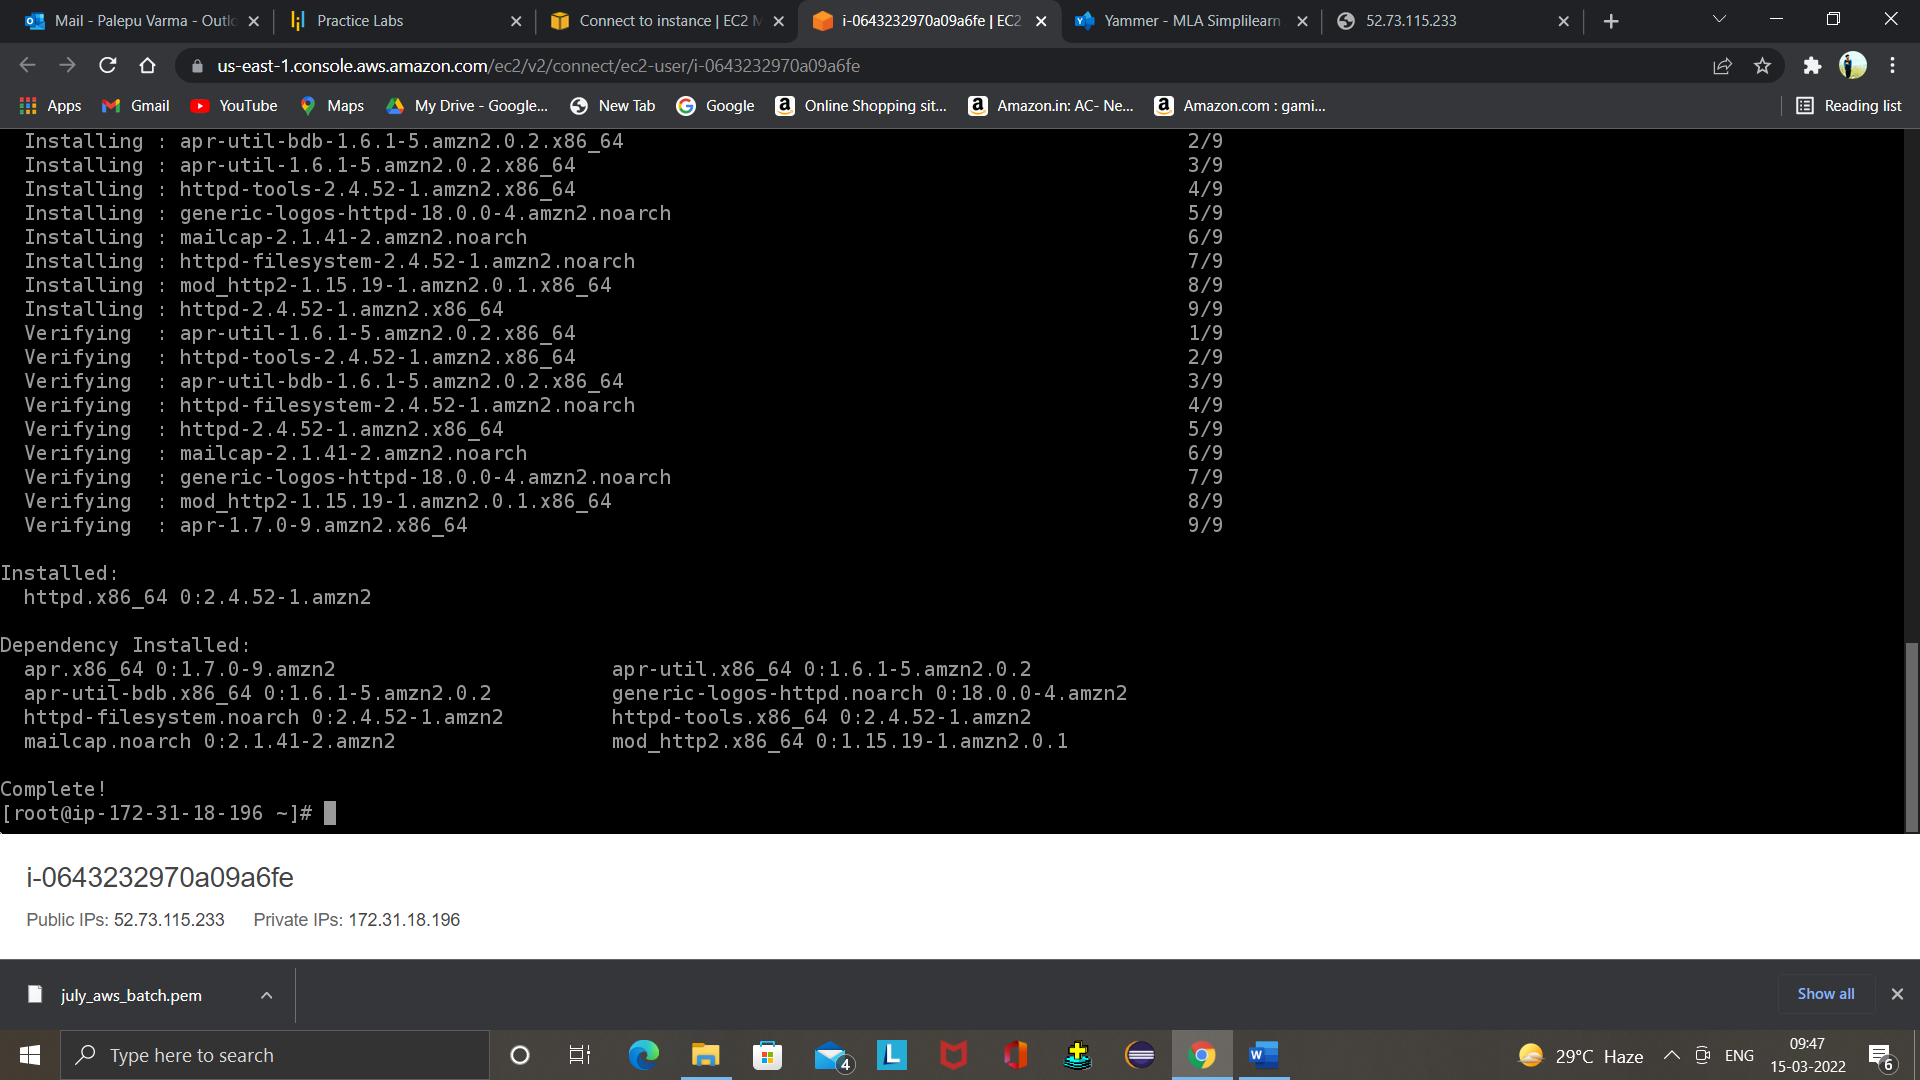 Mail - Palepu Varma - Outlo
Practice Labs
Connect to instance | EC2 M
i-0643232970a09a6fe | EC2
Yammer - MLA Simplilearn
52.73.115.233
us-east-1.console.aws.amazon.com/ec2/v2/connect/ec2-user/i-0643232970a09a6fe
Apps
Gmail
YouTube
Maps
My Drive - Google...
New Tab
Google
Online Shopping sit...
Amazon.in: AC- Ne...
Amazon.com : gami...
Reading list
Installing : apr-util-bdb-1.6.1-5.amzn2.0.2.x86_64 2/9
Installing : apr-util-1.6.1-5.amzn2.0.2.x86_64 3/9
Installing : httpd-tools-2.4.52-1.amzn2.x86_64 4/9
Installing : generic-logos-httpd-18.0.0-4.amzn2.noarch 5/9
Installing : mailcap-2.1.41-2.amzn2.noarch 6/9
Installing : httpd-filesystem-2.4.52-1.amzn2.noarch 7/9
Installing : mod_http2-1.15.19-1.amzn2.0.1.x86_64 8/9
Installing : httpd-2.4.52-1.amzn2.x86_64 9/9
Verifying : apr-util-1.6.1-5.amzn2.0.2.x86_64 1/9
Verifying : httpd-tools-2.4.52-1.amzn2.x86_64 2/9
Verifying : apr-util-bdb-1.6.1-5.amzn2.0.2.x86_64 3/9
Verifying : httpd-filesystem-2.4.52-1.amzn2.noarch 4/9
Verifying : httpd-2.4.52-1.amzn2.x86_64 5/9
Verifying : mailcap-2.1.41-2.amzn2.noarch 6/9
Verifying : generic-logos-httpd-18.0.0-4.amzn2.noarch 7/9
Verifying : mod_http2-1.15.19-1.amzn2.0.1.x86_64 8/9
Verifying : apr-1.7.0-9.amzn2.x86_64 9/9
Installed:
httpd.x86_64 0:2.4.52-1.amzn2
Dependency Installed:
apr.x86_64 0:1.7.0-9.amzn2 apr-util.x86_64 0:1.6.1-5.amzn2.0.2
apr-util-bdb.x86_64 0:1.6.1-5.amzn2.0.2 generic-logos-httpd.noarch 0:18.0.0-4.amzn2
httpd-filesystem.noarch 0:2.4.52-1.amzn2 httpd-tools.x86_64 0:2.4.52-1.amzn2
mailcap.noarch 0:2.1.41-2.amzn2 mod_http2.x86_64 0:1.15.19-1.amzn2.0.1
Complete!
[root@ip-172-31-18-196 ~]#
i-0643232970a09a6fe
Public IPs: 52.73.115.233 Private IPs: 172.31.18.196
july_aws_batch.pem
Show all
Type here to search
4
L
W
29°C Haze
ENG
09:47
15-03-2022
6